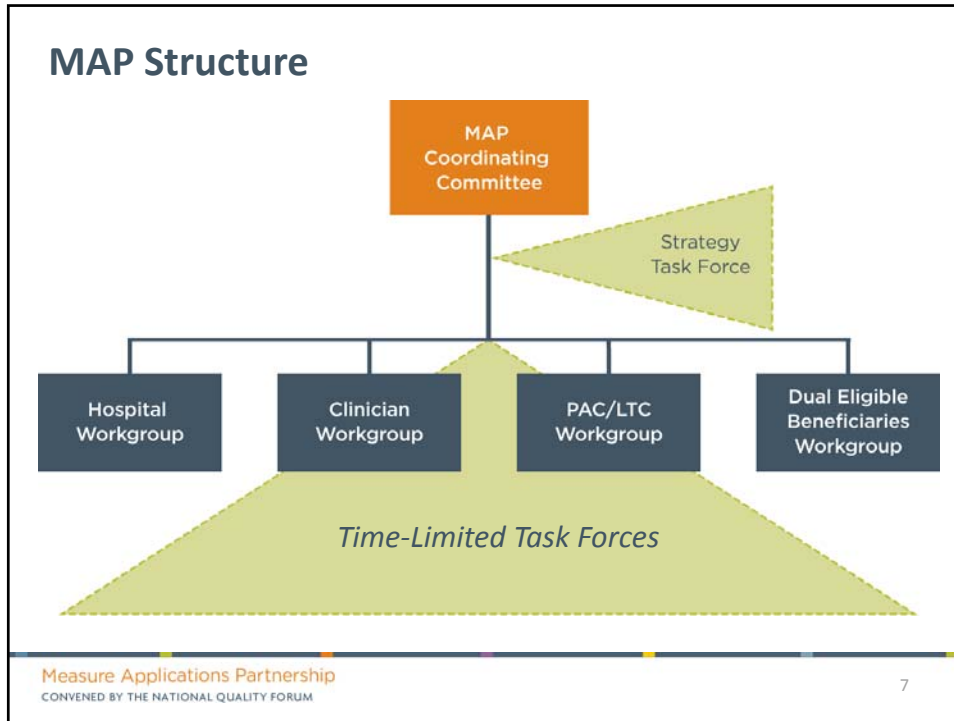 MAP Structure
MAP
Coordinating
Committee
Strategy
Task Force
Hospital
Workgroup
Clinician
Workgroup
PAC/LTC
Workgroup
Dual Eligible
Beneficiaries
Workgroup
Time-Limited Task Forces
Measure Applications Partnership
CONVENED BY THE NATIONAL QUALITY FORUM
7